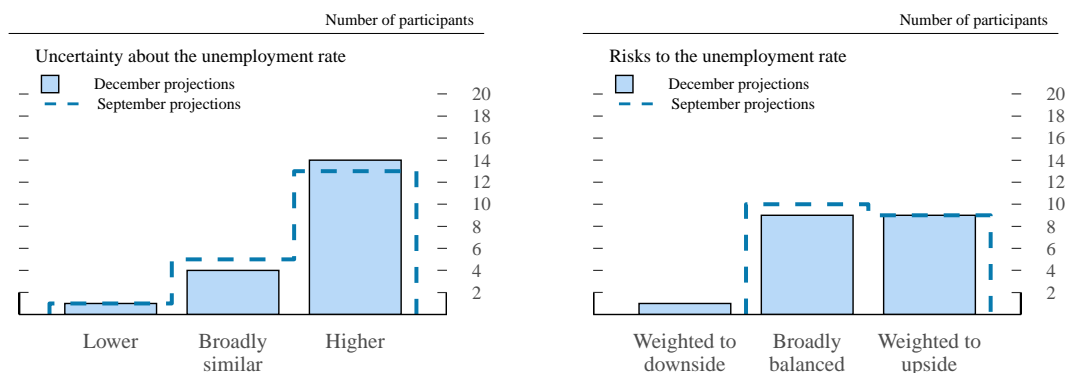 Number of participants
Uncertainty about the unemployment rate
December projections
September projections
20
18
16
14
12
10
8
6
4
2
Lower
Broadly
similar
Higher
Number of participants
Risks to the unemployment rate
December projections
September projections
20
18
16
14
12
10
8
6
4
2
Weighted to
downside
Broadly
balanced
Weighted to
upside